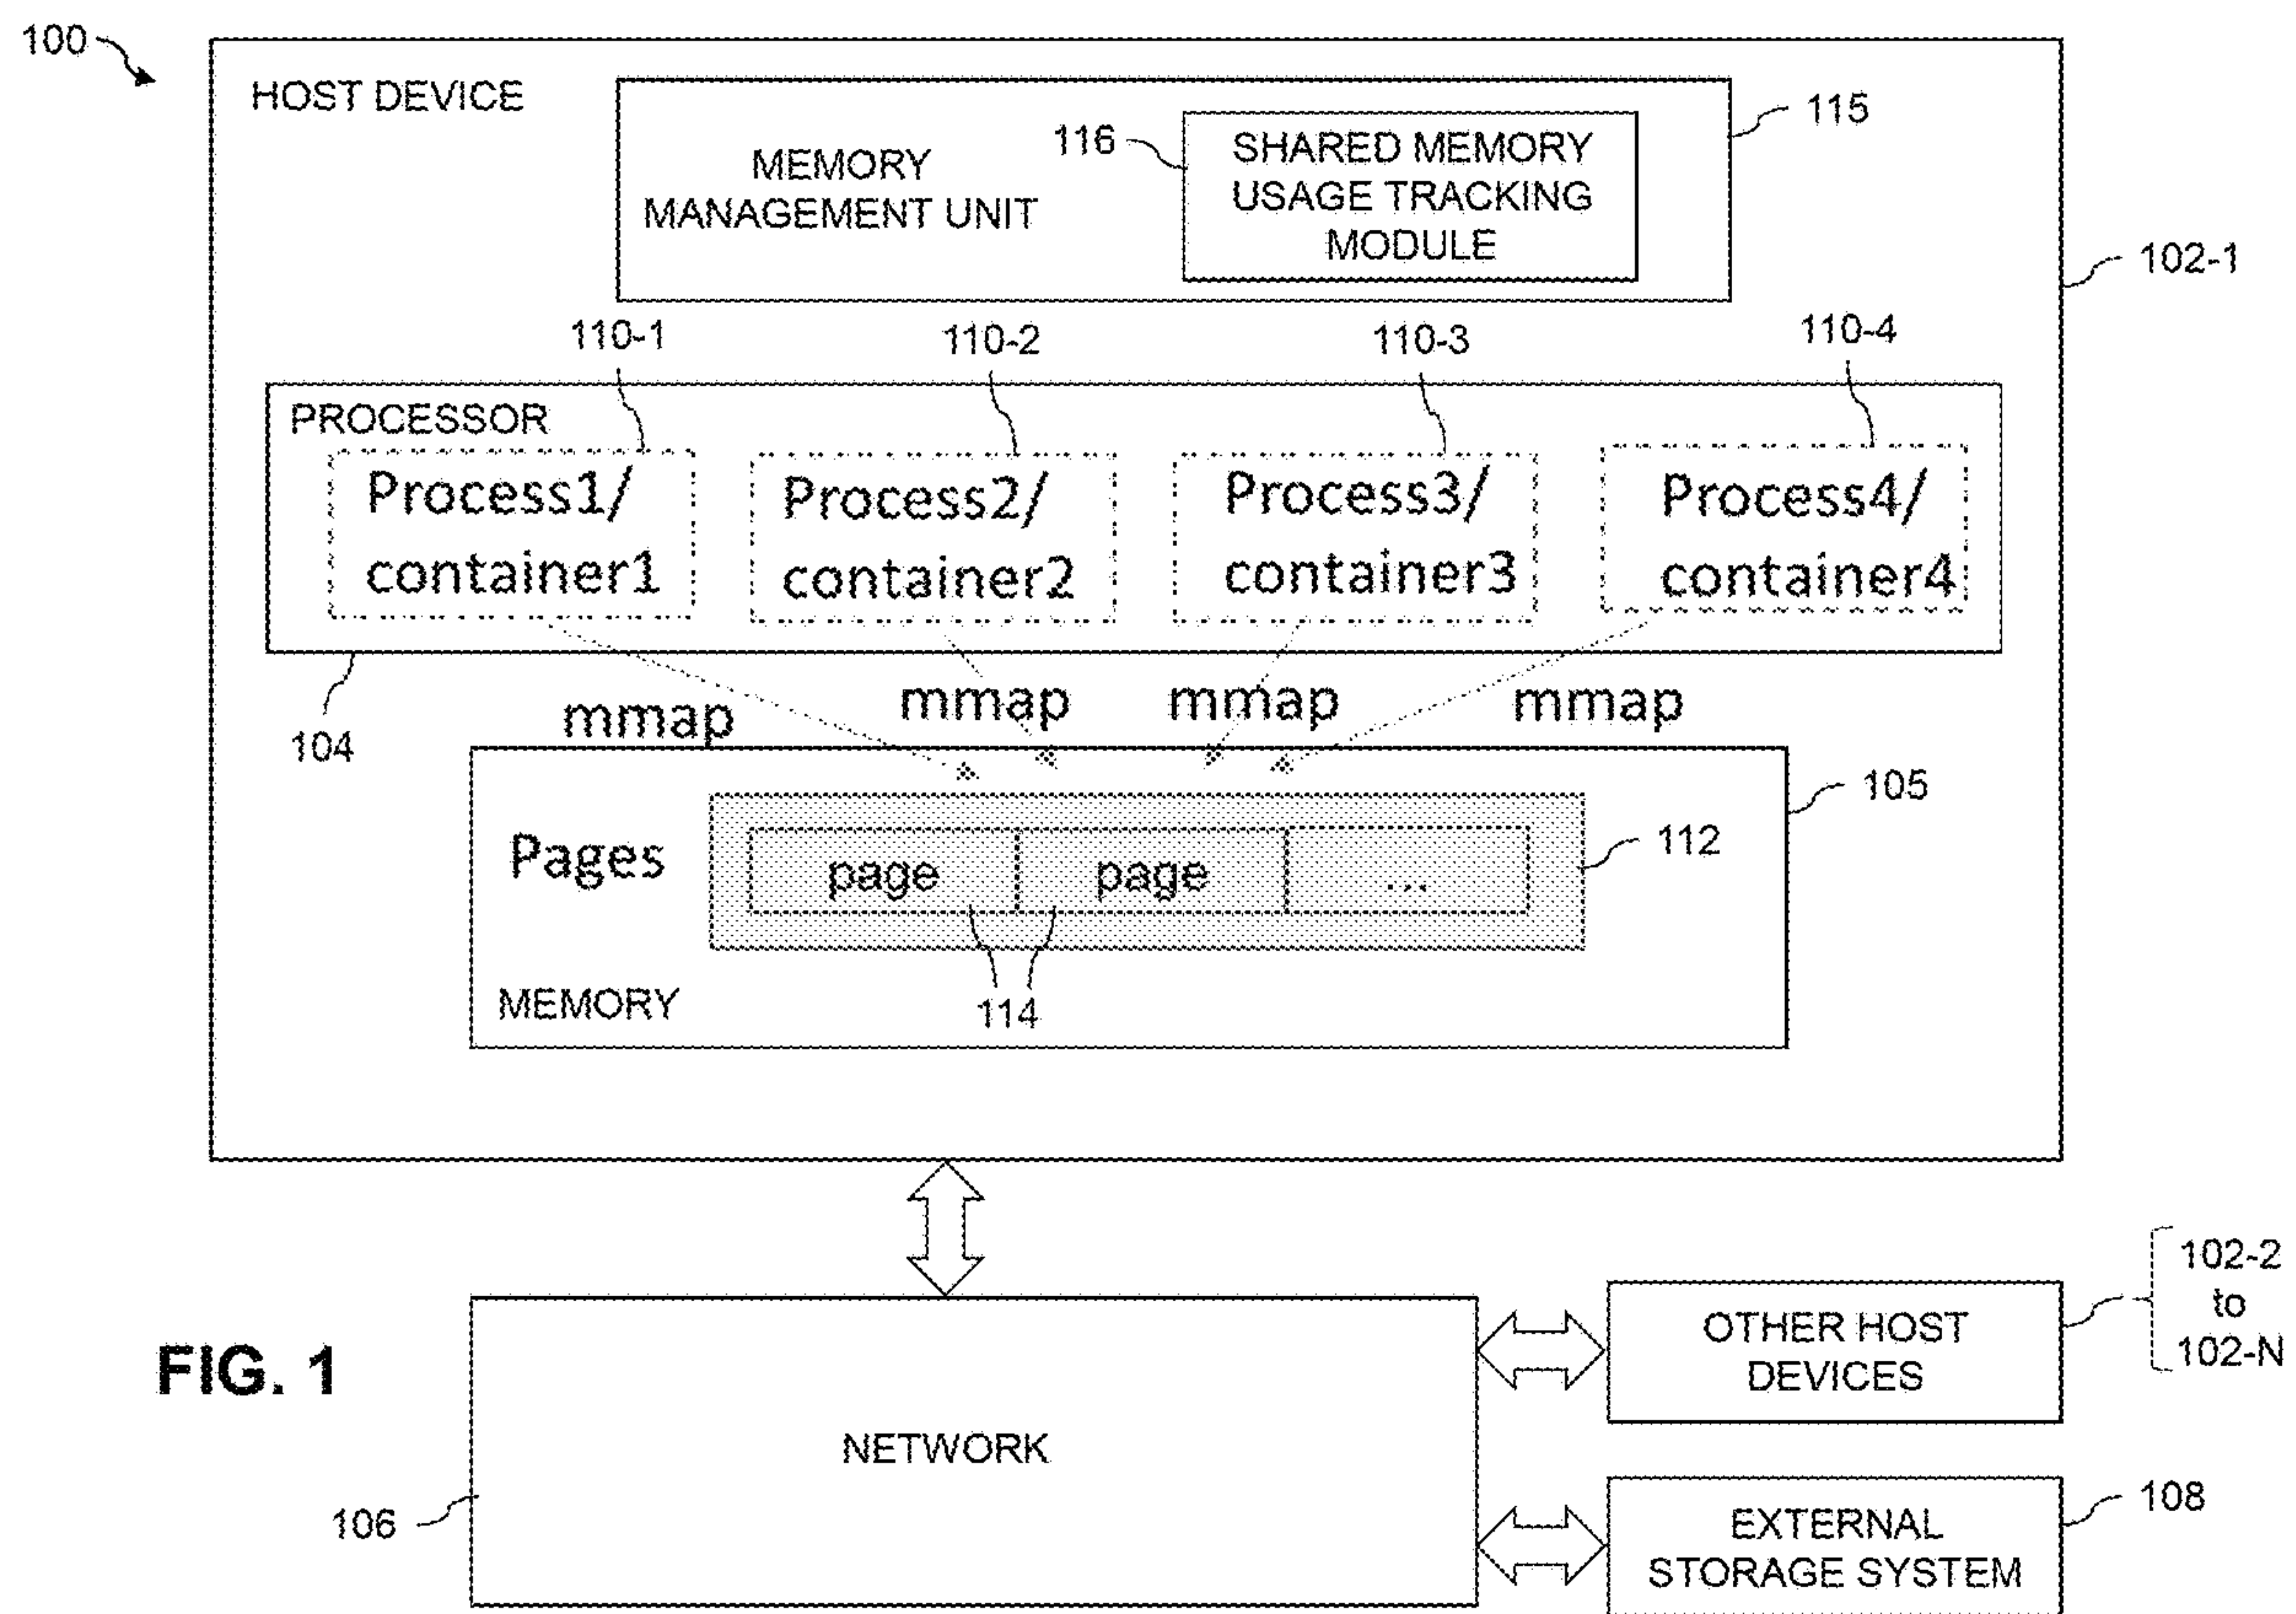 100
HOST DEVICE
MEMORY
MANAGEMENT UNIT
116
SHARED MEMORY
USAGE TRACKING
MODULE
115
102-1
110-1
110-2
110-3
110-4
PROCESSOR
Process1/
container1
Process2/
container2
Process3/
container3
Process4/
container4
104
mmap
mmap
mmap
mmap
105
Pages
page
page
...
112
114
MEMORY
FIG. 1
NETWORK
106
OTHER HOST
DEVICES
102-2
to
102-N
EXTERNAL
STORAGE SYSTEM
108